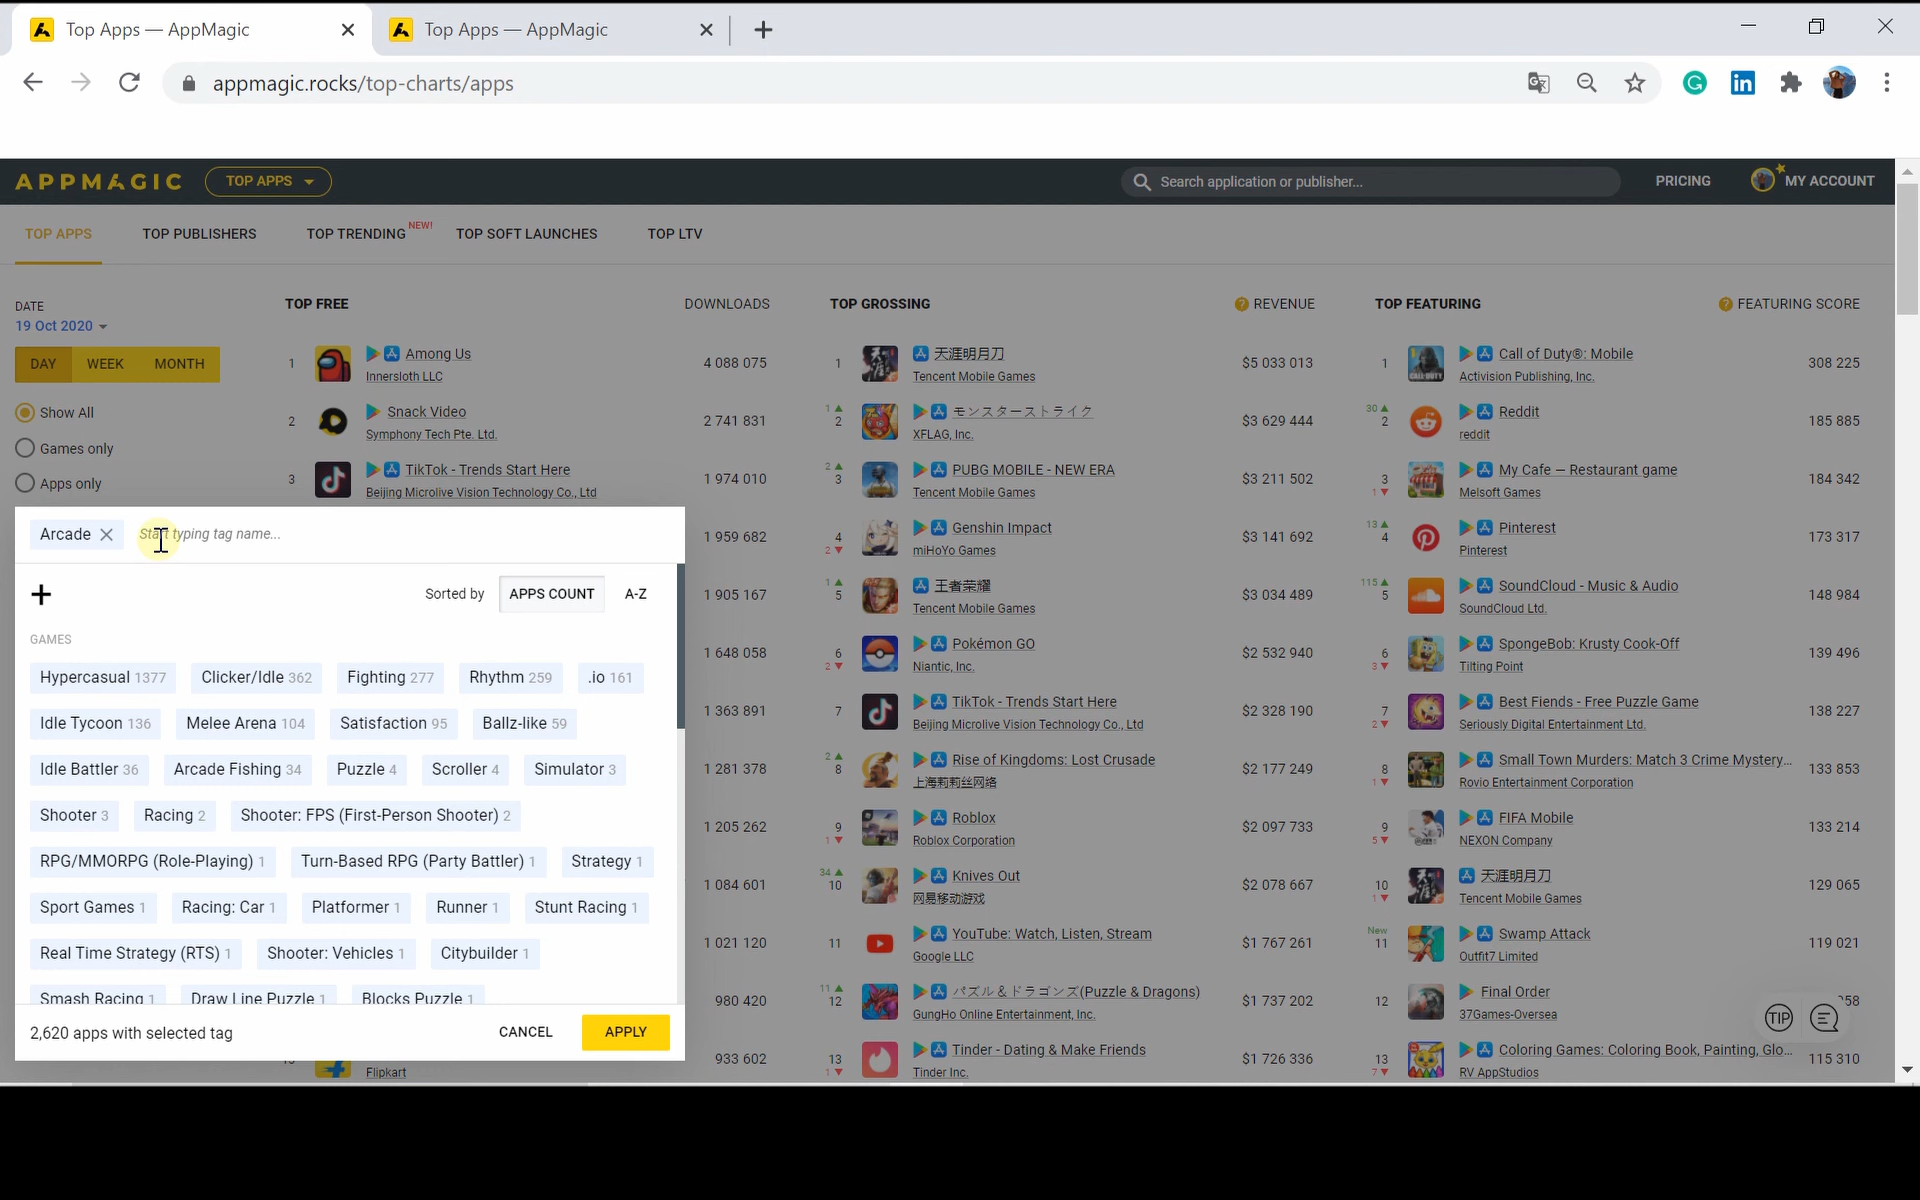 Top Apps — AppMagic
Top Apps — AppMagic
appmagic.rocks/top-charts/apps
APPMAGIC
TOP APPS
Search application or publisher...
PRICING
MY ACCOUNT
TOP APPS
TOP PUBLISHERS
TOP TRENDING NEW!
TOP SOFT LAUNCHES
TOP LTV
DATE
19 Oct 2020
DAY WEEK MONTH
Show All
Games only
Apps only
TOP FREE DOWNLOADS
1 Among Us 4 088 075
Innersloth LLC
2 Snack Video 2 741 831
Symphony Tech Pte. Ltd.
3 TikTok - Trends Start Here 1 974 010
Beijing Microlive Vision Technology Co., Ltd
1 959 682
1 905 167
1 648 058
1 363 891
1 281 378
1 205 262
1 084 601
1 021 120
980 420
933 602
Flipkart
Arcade
Start typing tag name...
Sorted by APPS COUNT A-Z
GAMES
Hypercasual 1377 Clicker/Idle 362 Fighting 277 Rhythm 259 .io 161
Idle Tycoon 136 Melee Arena 104 Satisfaction 95 Ballz-like 59
Idle Battler 36 Arcade Fishing 34 Puzzle 4 Scroller 4 Simulator 3
Shooter 3 Racing 2 Shooter: FPS (First-Person Shooter) 2
RPG/MMORPG (Role-Playing) 1 Turn-Based RPG (Party Battler) 1 Strategy 1
Sport Games 1 Racing: Car 1 Platformer 1 Runner 1 Stunt Racing 1
Real Time Strategy (RTS) 1 Shooter: Vehicles 1 Citybuilder 1
Smash Racing 1 Draw Line Puzzle 1 Blocks Puzzle 1
2,620 apps with selected tag CANCEL APPLY
TOP GROSSING ? REVENUE
1 天涯明月刀 $5 033 013
Tencent Mobile Games
1 2 モンスターストライク $3 629 444
XFLAG, Inc.
2 3 PUBG MOBILE - NEW ERA $3 211 502
Tencent Mobile Games
4 2 Genshin Impact $3 141 692
miHoYo Games
1 5 王者荣耀 $3 034 489
Tencent Mobile Games
6 2 Pokémon GO $2 532 940
Niantic, Inc.
7 TikTok - Trends Start Here $2 328 190
Beijing Microlive Vision Technology Co., Ltd
2 8 Rise of Kingdoms: Lost Crusade $2 177 249
上海莉莉丝网络
9 1 Roblox $2 097 733
Roblox Corporation
34 10 Knives Out $2 078 667
网易移动游戏
11 YouTube: Watch, Listen, Stream $1 767 261
Google LLC
11 12 パズル＆ドラゴンズ(Puzzle & Dragons) $1 737 202
GungHo Online Entertainment, Inc.
13 1 Tinder - Dating & Make Friends $1 726 336
Tinder Inc.
TOP FEATURING ? FEATURING SCORE
1 Call of Duty®: Mobile 308 225
Activision Publishing, Inc.
30 2 Reddit 185 885
reddit
3 1 My Cafe — Restaurant game 184 342
Melsoft Games
13 4 Pinterest 173 317
Pinterest
115 5 SoundCloud - Music & Audio 148 984
SoundCloud Ltd.
6 3 SpongeBob: Krusty Cook-Off 139 496
Tilting Point
7 2 Best Fiends - Free Puzzle Game 138 227
Seriously Digital Entertainment Ltd.
8 1 Small Town Murders: Match 3 Crime Mystery... 133 853
Rovio Entertainment Corporation
9 5 FIFA Mobile 133 214
NEXON Company
10 1 天涯明月刀 129 065
Tencent Mobile Games
New 11 Swamp Attack 119 021
Outfit7 Limited
12 Final Order
37Games-Oversea
TIP
13 7 Coloring Games: Coloring Book, Painting, Glo... 115 310
RV AppStudios